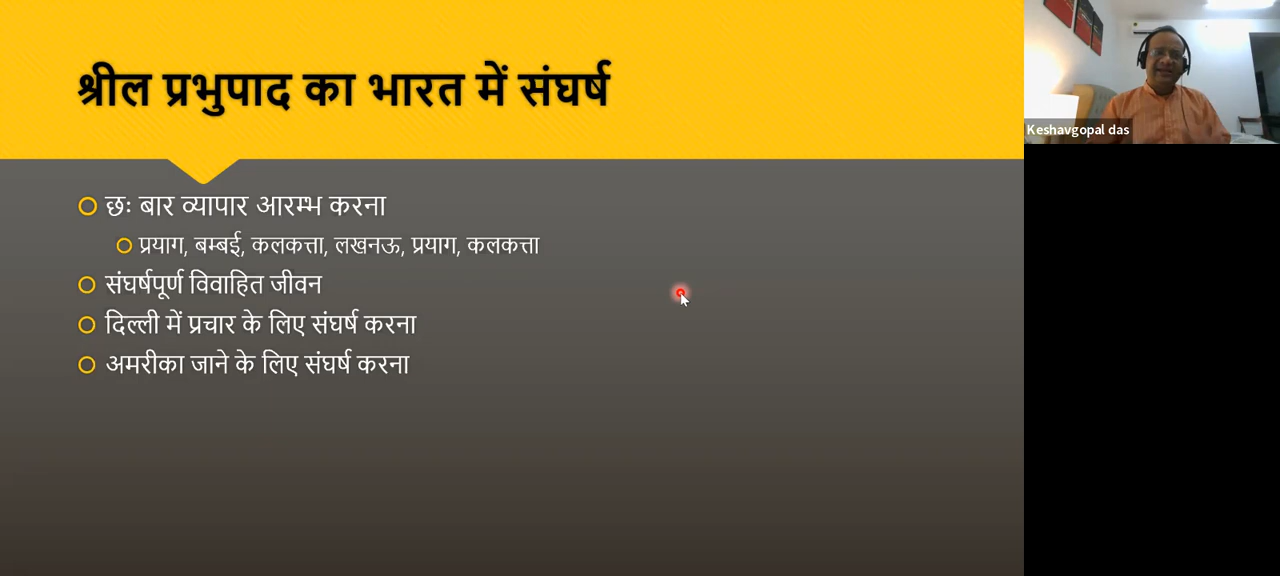 श्रील प्रभुपाद का भारत में संघर्ष
छः बार व्यापार आरम्भ करना
प्रयाग, बम्बई, कलकत्ता, लखनऊ, प्रयाग, कलकत्ता
संघर्षपूर्ण विवाहित जीवन
दिल्ली में प्रचार के लिए संघर्ष करना
अमरीका जाने के लिए संघर्ष करना
Keshavgopal das